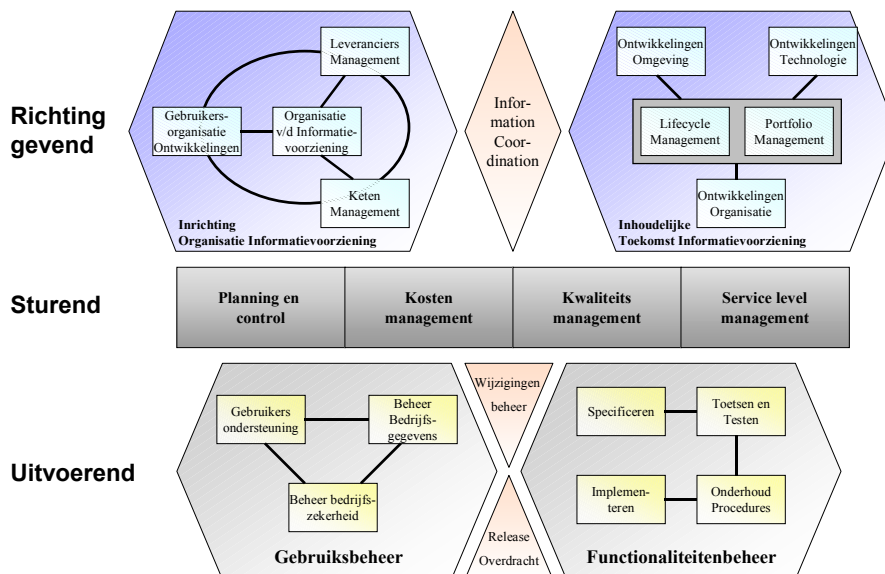 Richting
gevend
Leveranciers
Management
Gebruikers-
organisatie
Ontwikkelingen
Organisatie
v/d Informatie-
voorziening
Keten
Management
Inrichting
Organisatie Informatievoorziening
Infor-
mation
Coor-
dination
Ontwikkelingen
Omgeving
Ontwikkelingen
Technologie
Lifecycle
Management
Portfolio
Management
Ontwikkelingen
Organisatie
Inhoudelijke
Toekomst Informatievoorziening
Sturend
Planning en
control
Kosten
management
Kwaliteits
management
Service level
management
Uitvoerend
Gebruikers
ondersteuning
Beheer
Bedrijfs-
gegevens
Beheer bedrijfs-
zekerheid
Gebruiksbeheer
Wijzigingen
beheer
Release
Overdracht
Specificeren
Toetsen en
Testen
Implemen-
teren
Onderhoud
Procedures
Functionaliteitenbeheer